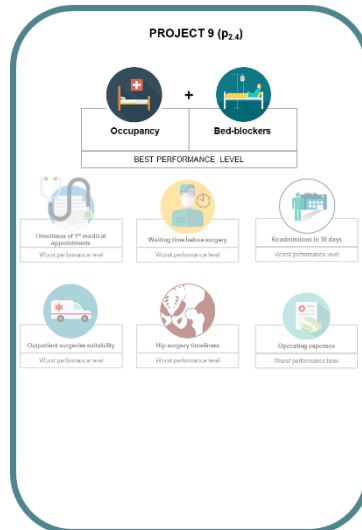 PROJECT 9 (p2.4)
+
Occupancy
Bed-blockers
BEST PERFORMANCE LEVEL
Timeliness of 1st medical
appointments
Worst performance level
Waiting time before surgery
Worst performance level
Readmissions in 30 days
Worst performance level
Outpatient surgeries suitability
Worst performance level
Hip surgery timeliness
Worst performance level
Operating expenses
Worst performance level